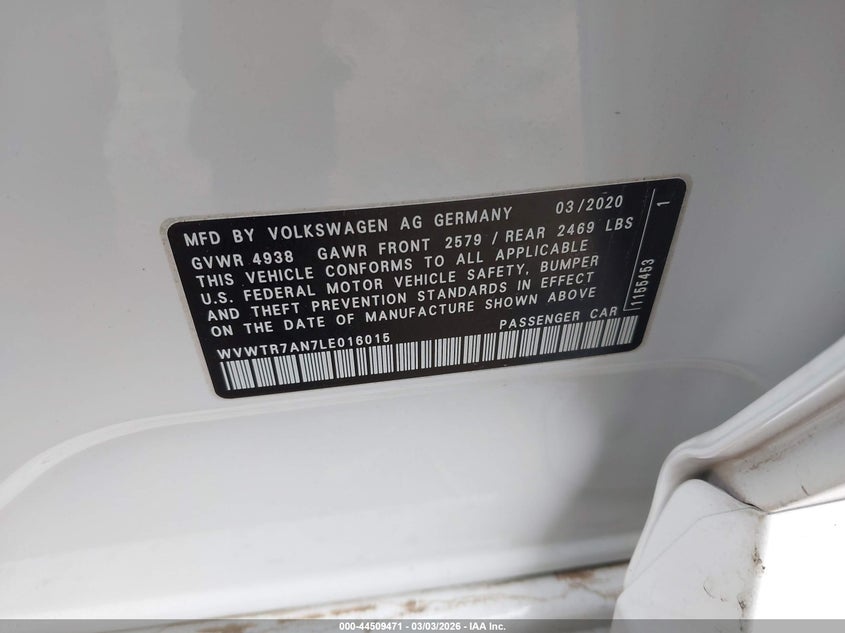 MFD BY VOLKSWAGEN AG GERMANY 03/2020
GVWR 4938 GAWR FRONT 2579 / REAR 2469 LBS
THIS VEHICLE CONFORMS TO ALL APPLICABLE
U.S. FEDERAL MOTOR VEHICLE SAFETY, BUMPER
AND THEFT PREVENTION STANDARDS IN EFFECT
ON THE DATE OF MANUFACTURE SHOWN ABOVE
WVWTR7AN7LE016015 PASSENGER CAR
1155453 1
000-44509471 - 03/03/2026 - © IAA Inc.